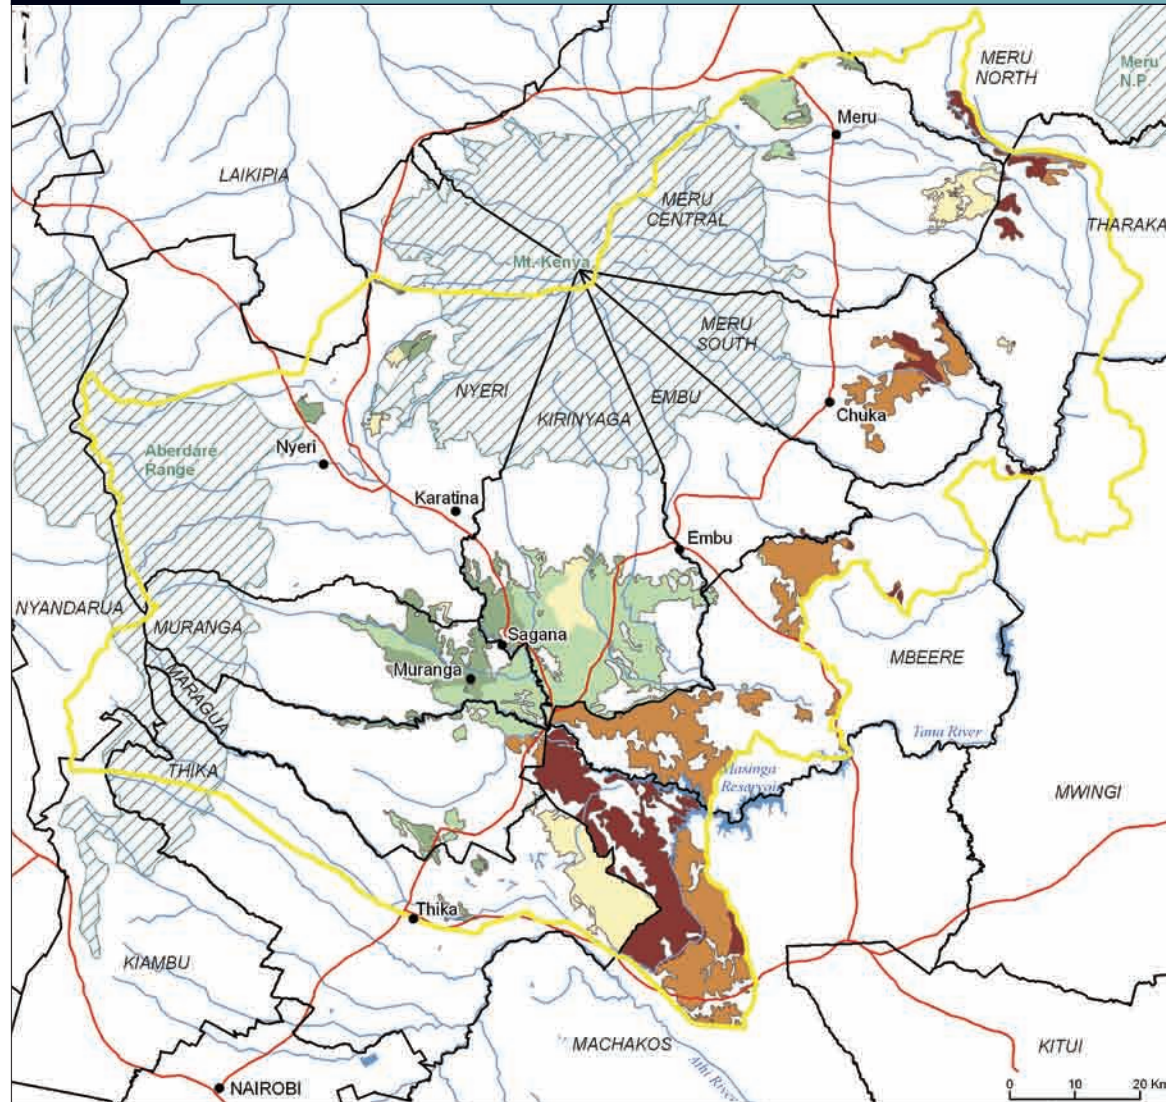 MERU
NORTH
Meru
N.P.
Meru
LAIKIPIA
MERU
CENTRAL
THARAKA
Mt. Kenya
MERU
SOUTH
NYERI
EMBU
KIRINYAGA
Chuka
Aberdare
Range
Nyeri
Karatina
Embu
NYANDARUA
MURANGA
Sagana
MBEERE
Muranga
MARAGUA
Tana River
THIKA
Masinga
Reservoir
MWINGI
Thika
KIAMBU
MACHAKOS
KITUI
Athi River
NAIROBI
0 10 20 Km